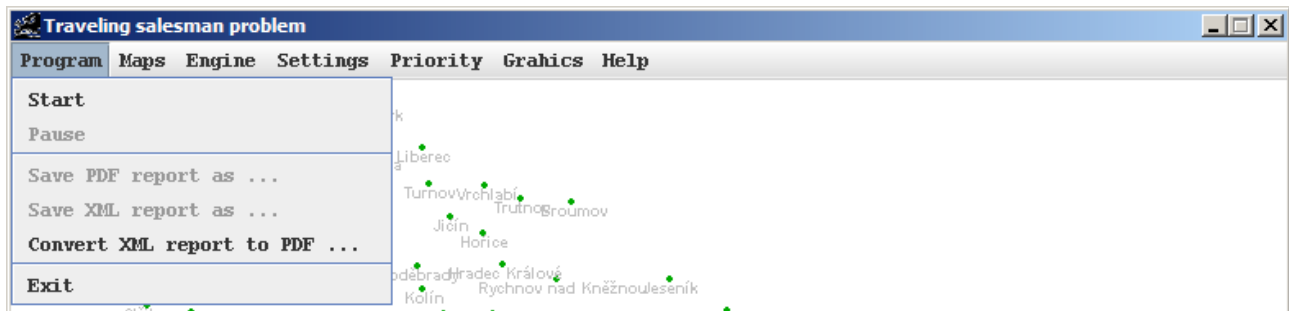 Traveling salesman problem
Program Maps Engine Settings Priority Grahics Help
Start
Pause
Save PDF report as ...
Save XML report as ...
Convert XML report to PDF ...
Exit
Liberec
Turnov Vrchlabí
Trutnov Broumov
Jičín
Hořice
Hradec Králové
Rychnov nad Kněžnou Jeseník
Kolín